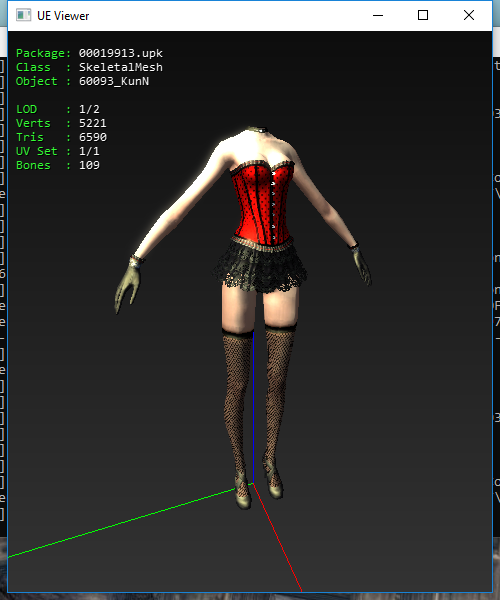 UE Viewer
Package: 00019913.upk
Class : SkeletalMesh
Object : 60093_KunN
LOD : 1/2
Verts : 5221
Tris : 6590
UV Set : 1/1
Bones : 109